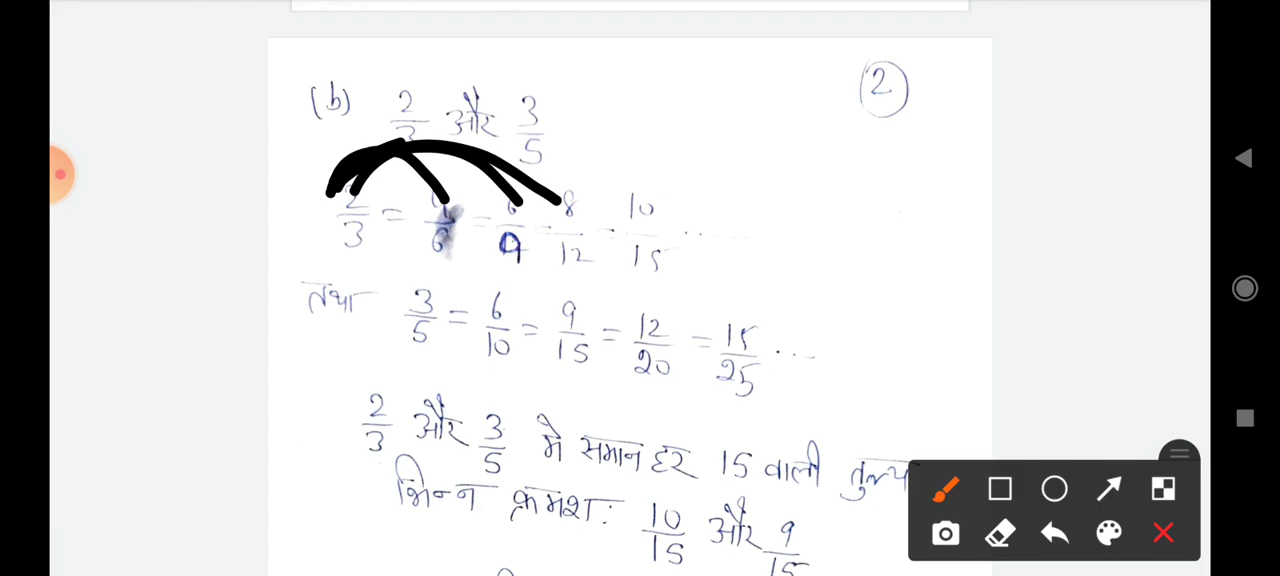 2
(b) 2/3 और 3/5
2/3 = 4/6 = 6/9 = 8/12 = 10/15 .....
तथा 3/5 = 6/10 = 9/15 = 12/20 = 15/25 ...
2/3 और 3/5 मे समान हर 15 वाली
भिन्न क्रमश: 10/15 और 9/15